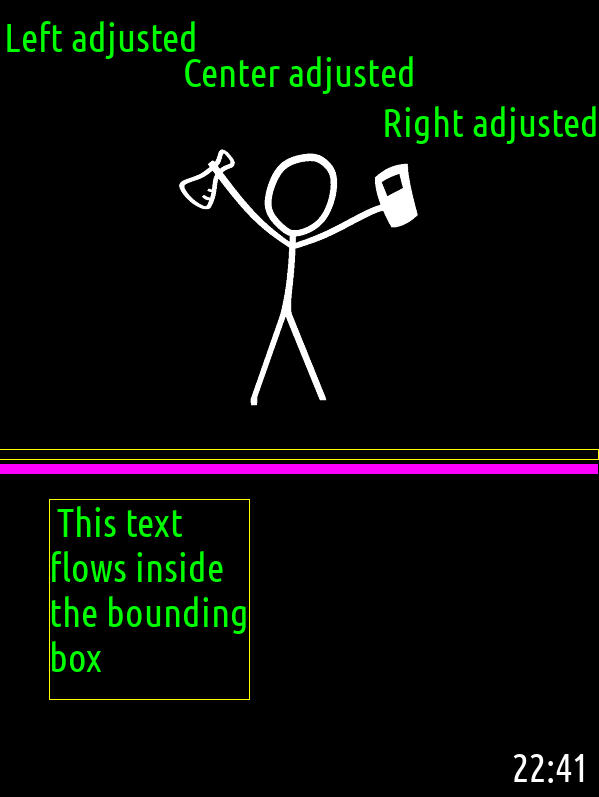 Left adjusted
Center adjusted
Right adjusted
This text
flows inside
the bounding
box
22:41